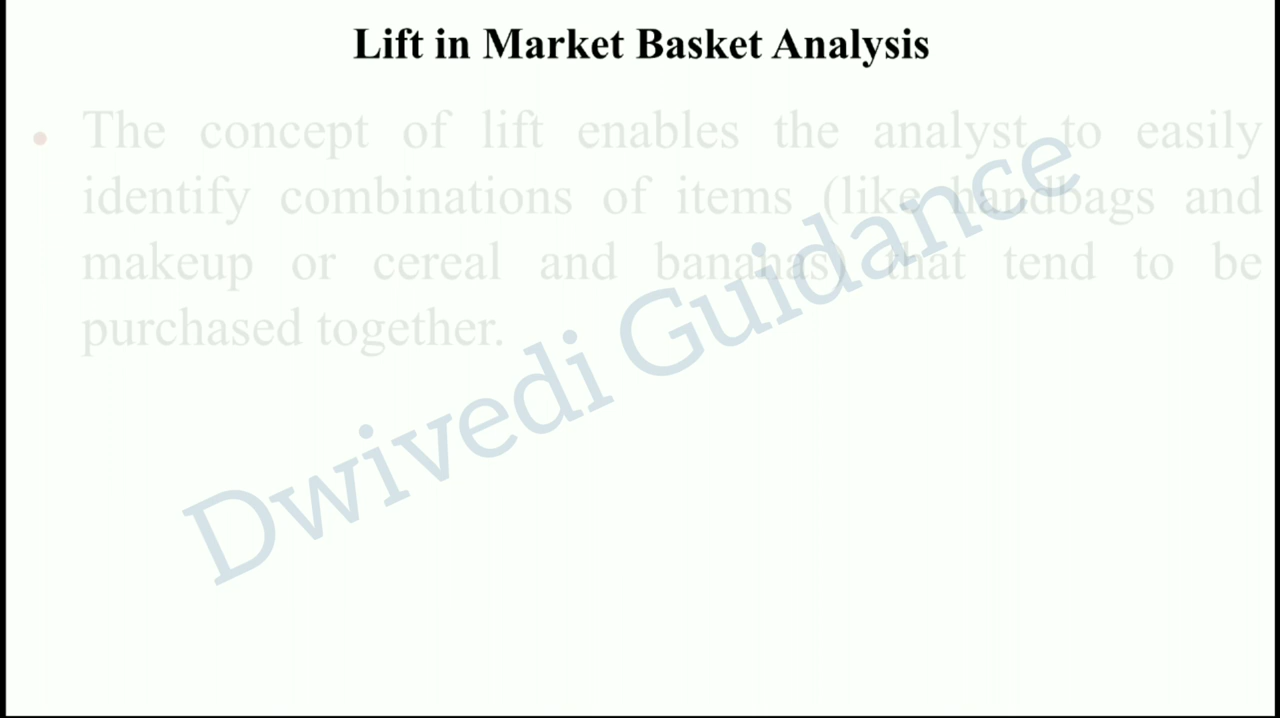 Lift in Market Basket Analysis
• The concept of lift enables the analyst to easily
identify combinations of items (like handbags and
makeup or cereal and bananas) that tend to be
purchased together.
Dwivedi Guidance